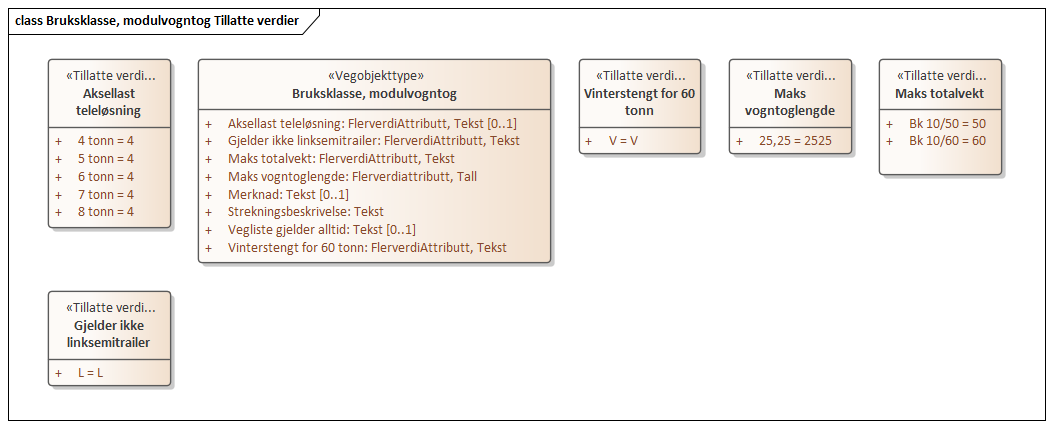 class Bruksklasse, modulvogntog Tillatte verdier
«Tillatte verdi...
Aksellast
teleløsning
+ 4 tonn = 4
+ 5 tonn = 4
+ 6 tonn = 4
+ 7 tonn = 4
+ 8 tonn = 4
«Vegobjekttype»
Bruksklasse, modulvogntog
+ Aksellast teleløsning: FlerverdiAttributt, Tekst [0..1]
+ Gjelder ikke linksemitrailer: FlerverdiAttributt, Tekst
+ Maks totalvekt: FlerverdiAttributt, Tekst
+ Maks vogntoglengde: Flerverdiattributt, Tall
+ Merknad: Tekst [0..1]
+ Strekningsbeskrivelse: Tekst
+ Vegliste gjelder alltid: Tekst [0..1]
+ Vinterstengt for 60 tonn: FlerverdiAttributt, Tekst
«Tillatte verdi...
Vinterstengt for 60
tonn
+ V = V
«Tillatte verdi...
Maks
vogntoglengde
+ 25,25 = 2525
«Tillatte verdi...
Maks totalvekt
+ Bk 10/50 = 50
+ Bk 10/60 = 60
«Tillatte verdi...
Gjelder ikke
linksemitrailer
+ L = L